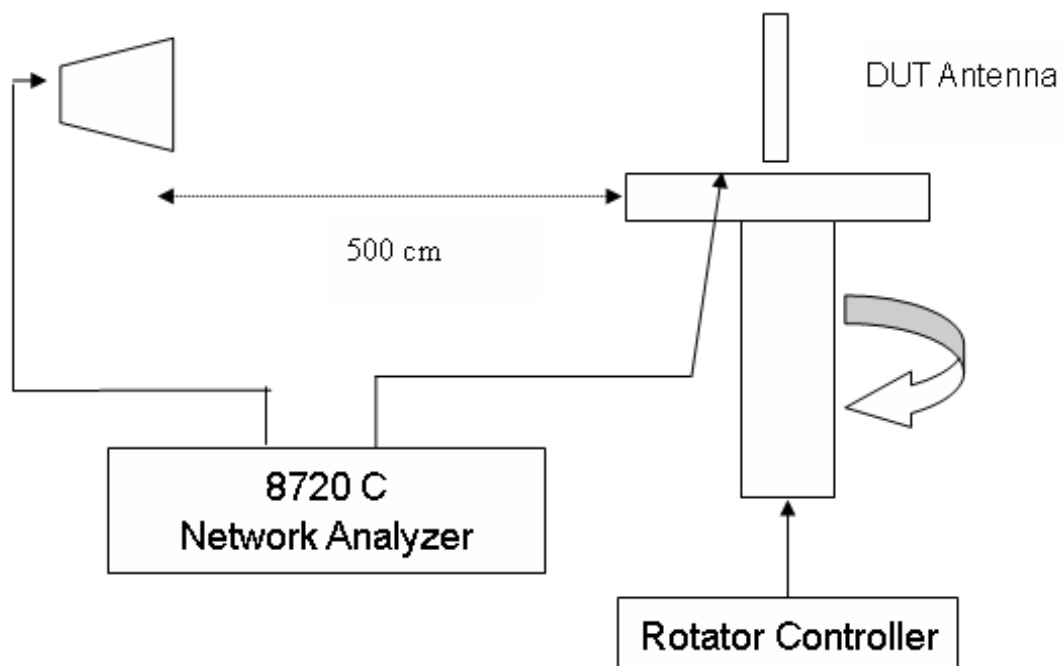 DUT Antenna
500 cm
8720 C
Network Analyzer
Rotator Controller